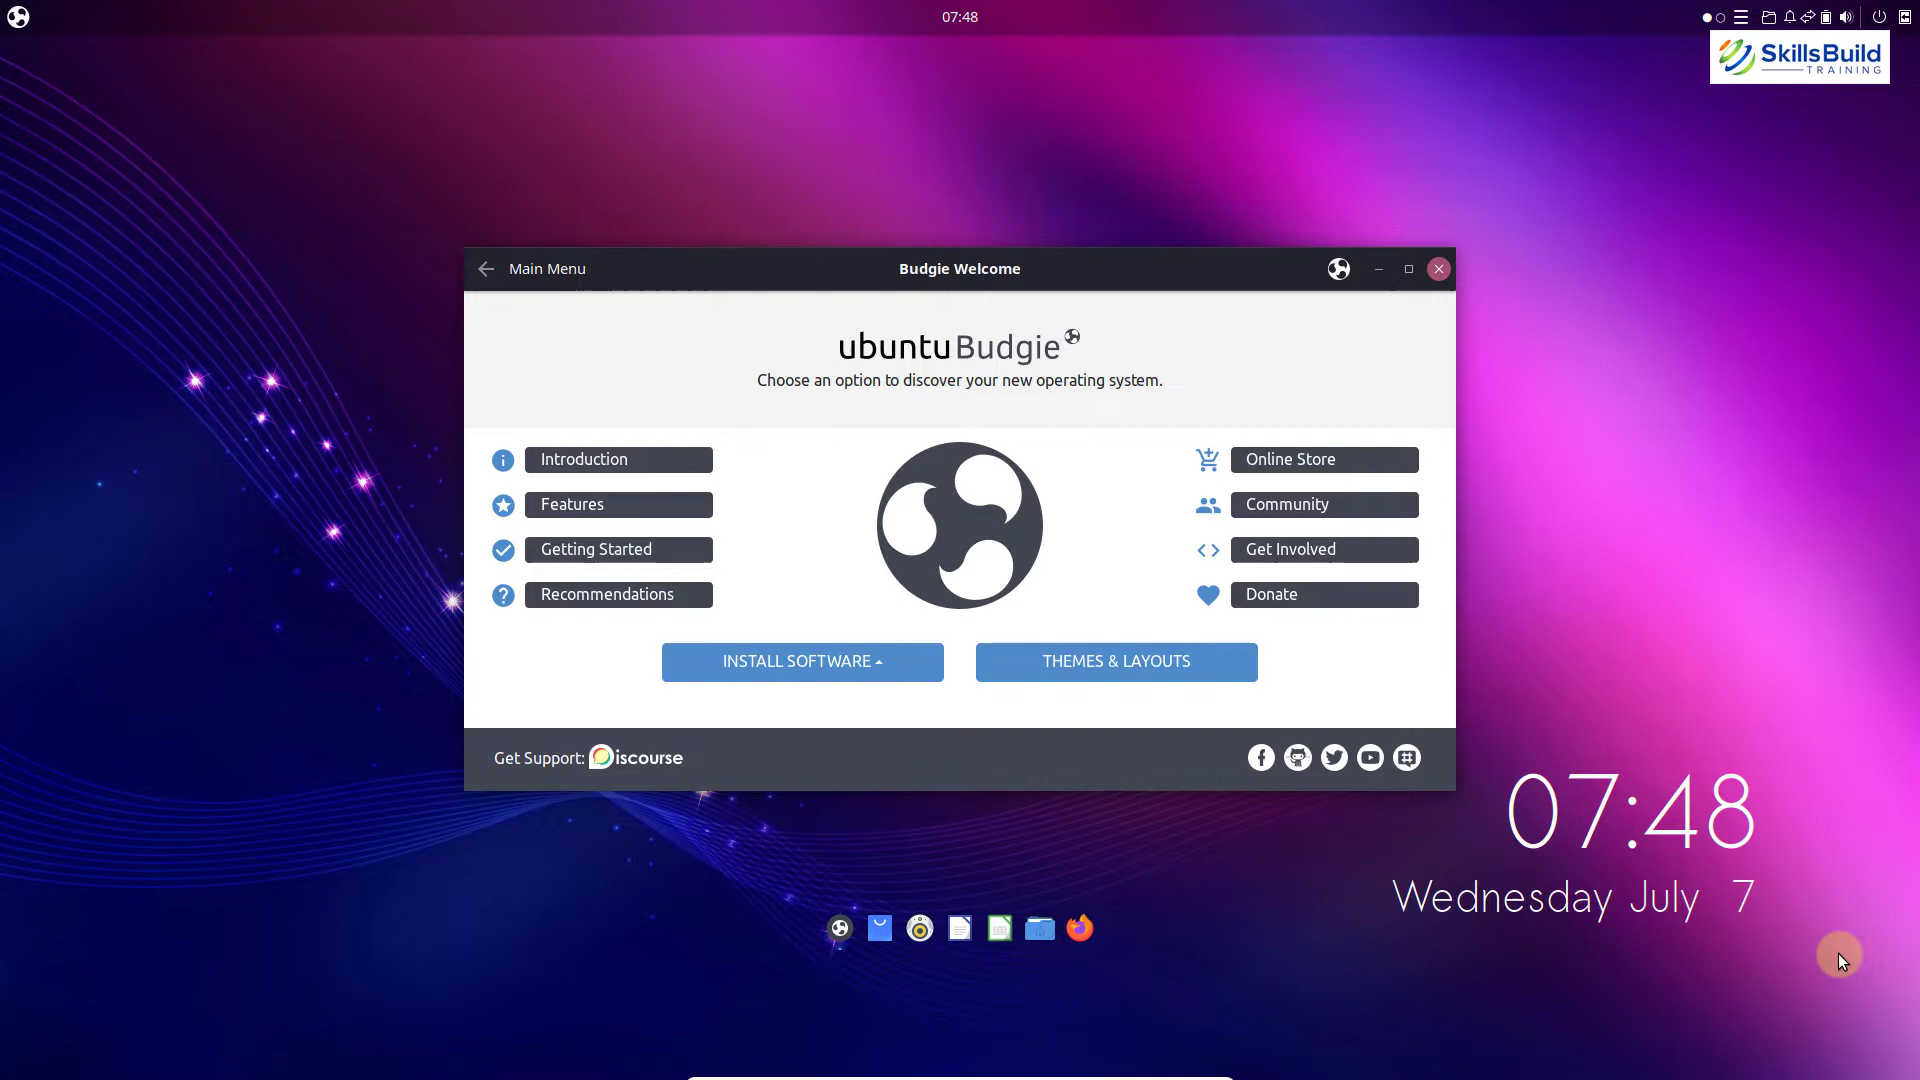 07:48
SkillsBuild
TRAINING
Main Menu
Budgie Welcome
ubuntu Budgie
Choose an option to discover your new operating system.
Introduction
Online Store
Features
Community
Getting Started
Get Involved
Recommendations
Donate
INSTALL SOFTWARE
THEMES & LAYOUTS
Get Support: Discourse
07:48
Wednesday July 7